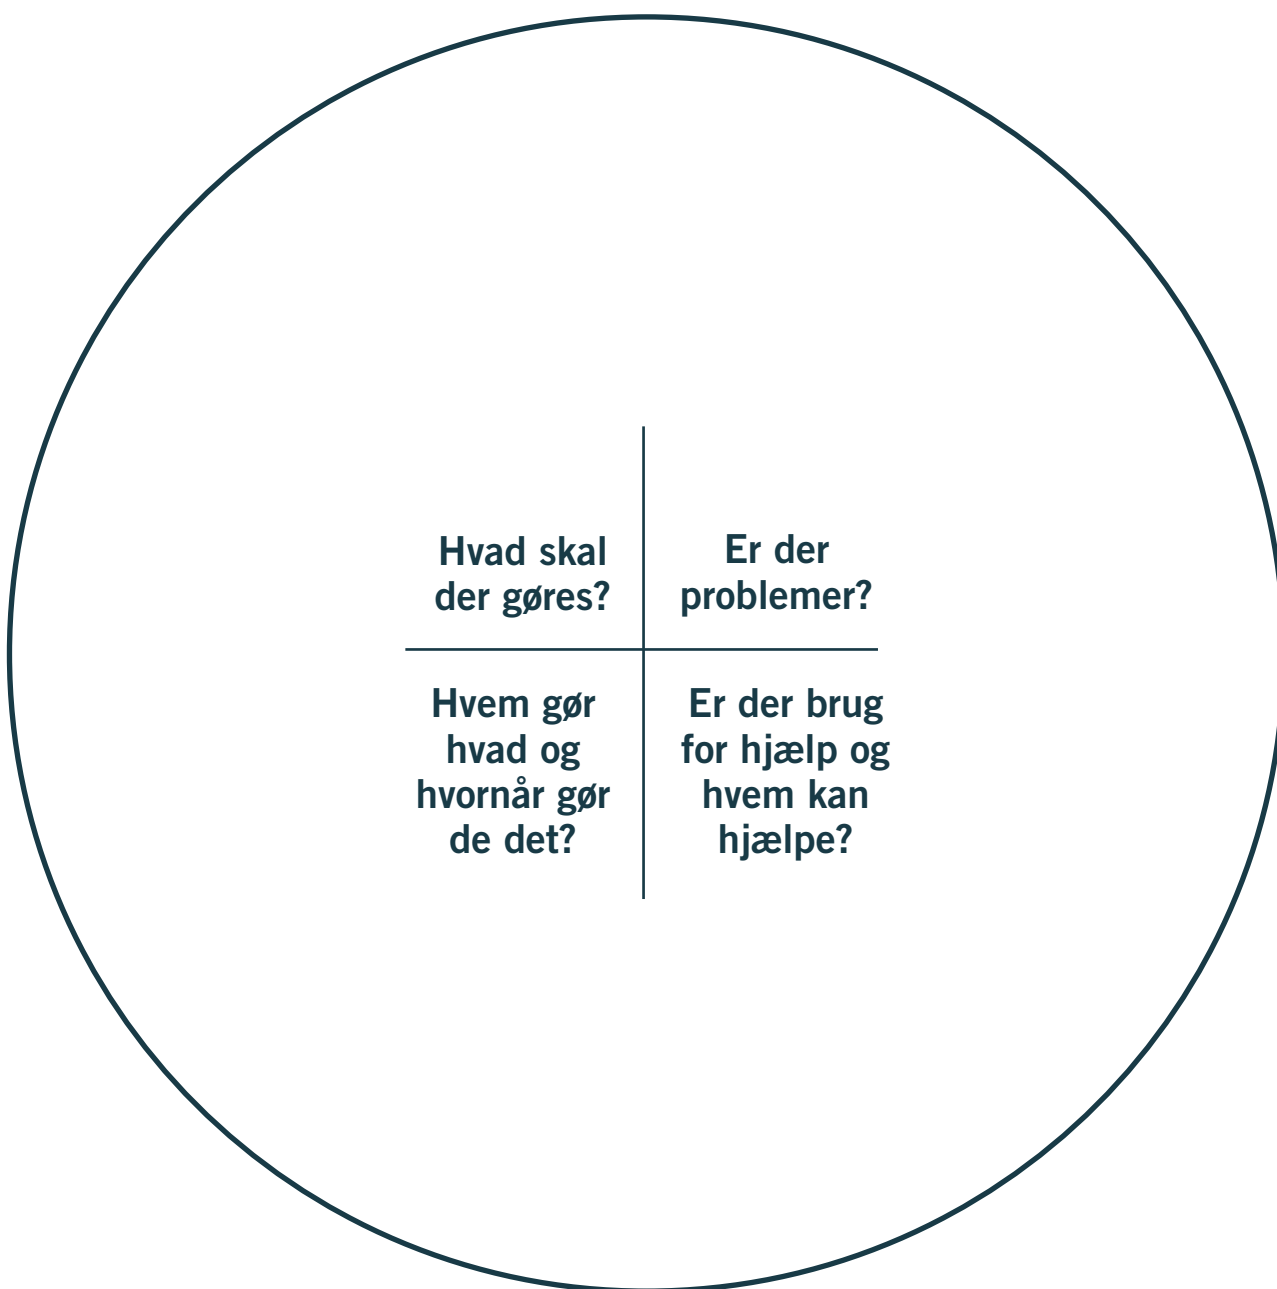 Hvad skal
der gøres?
Er der
problemer?
Hvem gør
hvad og
hvornår gør
de det?
Er der brug
for hjælp og
hvem kan
hjælpe?